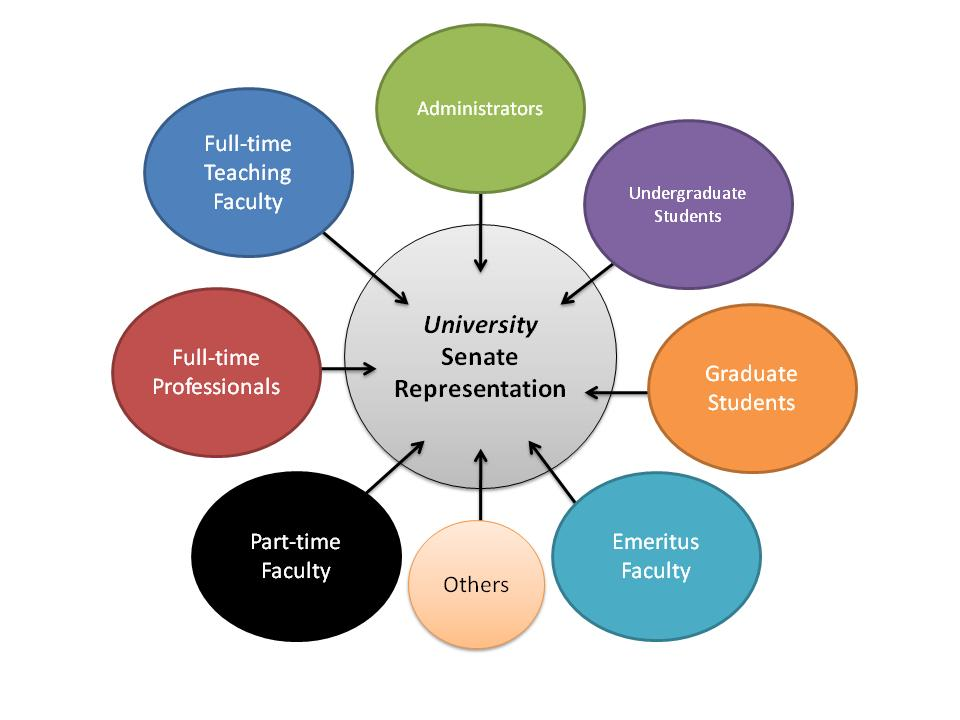 Administrators
Full-time
Teaching
Faculty
Undergraduate
Students
University
Senate
Representation
Full-time
Professionals
Graduate
Students
Part-time
Faculty
Others
Emeritus
Faculty